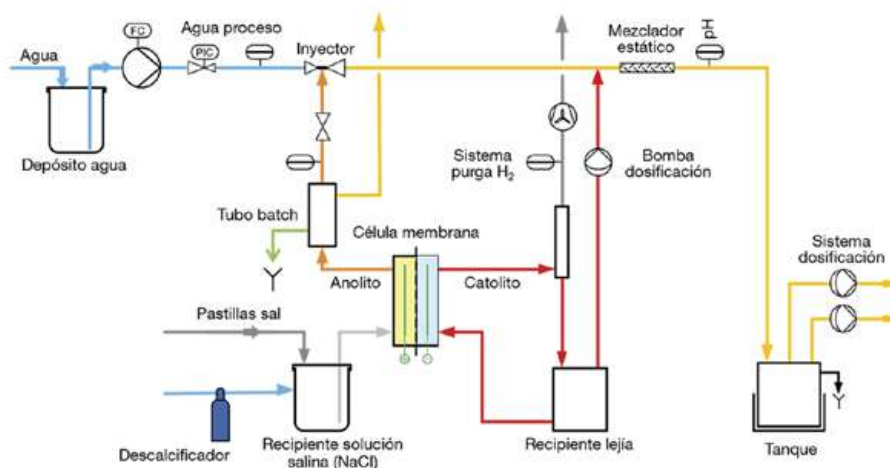 FC
Agua proceso
Agua
PIC
Inyector
Mezclador
estático
pH
Depósito agua
Sistema
purga H₂
Bomba
dosificación
Tubo batch
Célula membrana
Sistema
dosificación
Anolito
Catolito
Pastillas sal
+
-
Descalcificador
Recipiente solución
salina (NaCl)
Recipiente lejía
Tanque